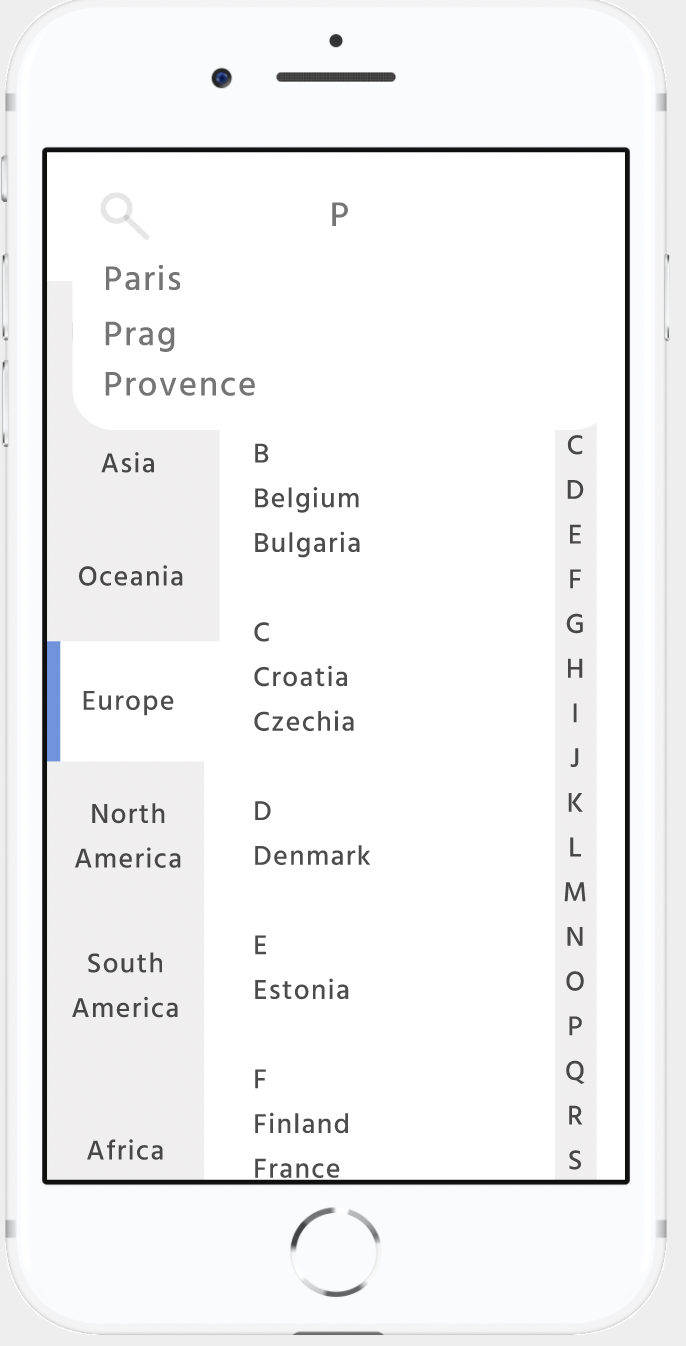 P
Paris
Prag
Provence
Asia
Oceania
Europe
North
America
South
America
Africa
B
Belgium
Bulgaria
C
Croatia
Czechia
D
Denmark
E
Estonia
F
Finland
France
C
D
E
F
G
H
I
J
K
L
M
N
O
P
Q
R
S